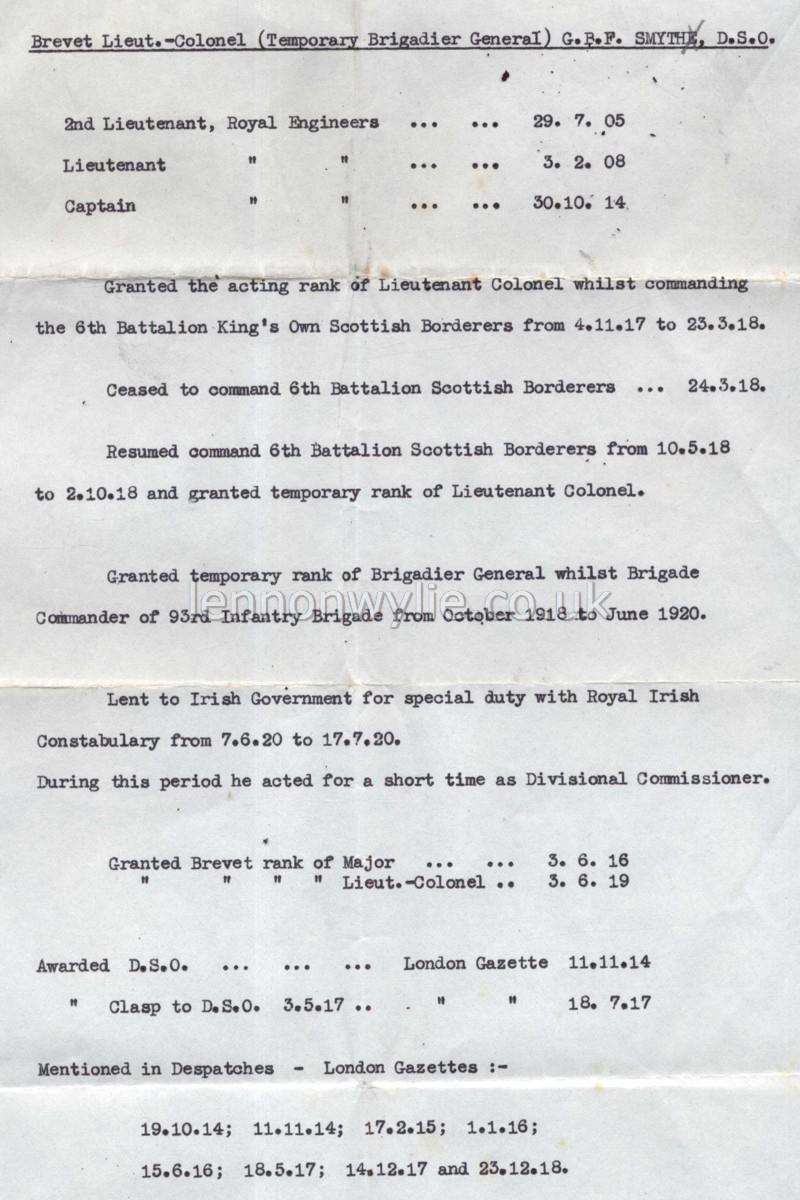 Brevet Lieut.-Colonel (Temporary Brigadier General) G.B.F. SMYTHE, D.S.O.
2nd Lieutenant, Royal Engineers ... ... 29. 7. 05
Lieutenant " " ... ... 3. 2. 08
Captain " " ... ... 30.10. 14
Granted the acting rank of Lieutenant Colonel whilst commanding
the 6th Battalion King's Own Scottish Borderers from 4.11.17 to 23.3.18.
Ceased to command 6th Battalion Scottish Borderers ... 24.3.18.
Resumed command 6th Battalion Scottish Borderers from 10.5.18
to 2.10.18 and granted temporary rank of Lieutenant Colonel.
Granted temporary rank of Brigadier General whilst Brigade
lennonwylie.co.uk
Commander of 93rd Infantry Brigade from October 1918 to June 1920.
Lent to Irish Government for special duty with Royal Irish
Constabulary from 7.6.20 to 17.7.20.
During this period he acted for a short time as Divisional Commissioner.
Granted Brevet rank of Major ... ... 3. 6. 16
" " " " Lieut.-Colonel .. 3. 6. 19
Awarded D.S.O. ... ... ... London Gazette 11.11.14
" Clasp to D.S.O. 3.5.17 .. " " 18. 7.17
Mentioned in Despatches - London Gazettes :-
19.10.14; 11.11.14; 17.2.15; 1.1.16;
15.6.16; 18.5.17; 14.12.17 and 23.12.18.